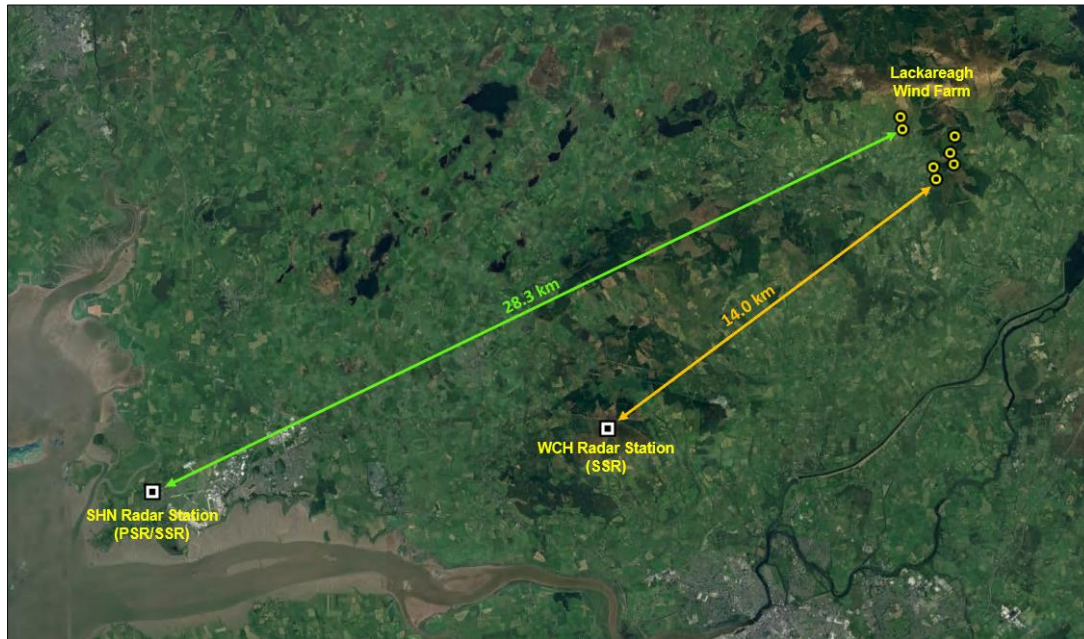 Lackareagh
Wind Farm
28.3 km
14.0 km
WCH Radar Station
(SSR)
SHN Radar Station
(PSR/SSR)